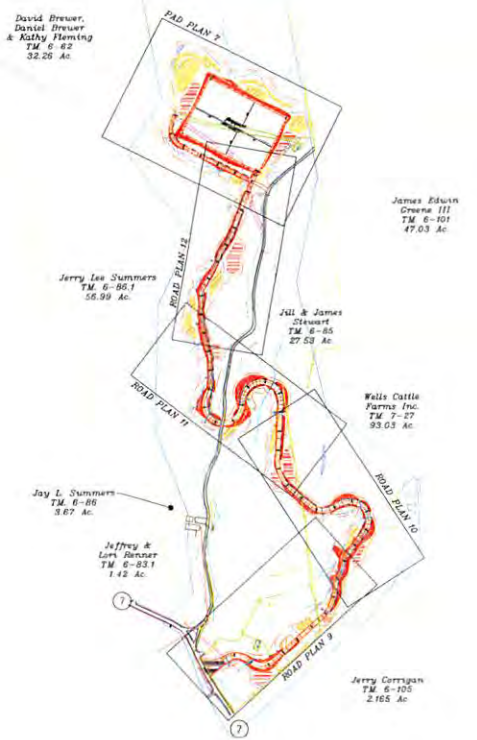 David Brewer,
Daniel Brewer
& Kathy Fleming
TM 6-62
32.26 Ac.
PAD PLAN 7
James Edwin
Greene III
TM 6-101
47.03 Ac.
ROAD PLAN 12
Jerry Lee Summers
TM 6-86.1
56.99 Ac.
Jill & James
Stewart
TM 6-85
27.53 Ac.
ROAD PLAN 11
Wells Cattle
Farms Inc.
TM 7-27
93.03 Ac.
ROAD PLAN 10
Jay L. Summers
TM 6-86
3.67 Ac.
Jeffrey &
Lori Renner
TM 6-83.1
1.42 Ac.
7
ROAD PLAN 9
Jerry Corrigan
TM 6-105
2.165 Ac.
7